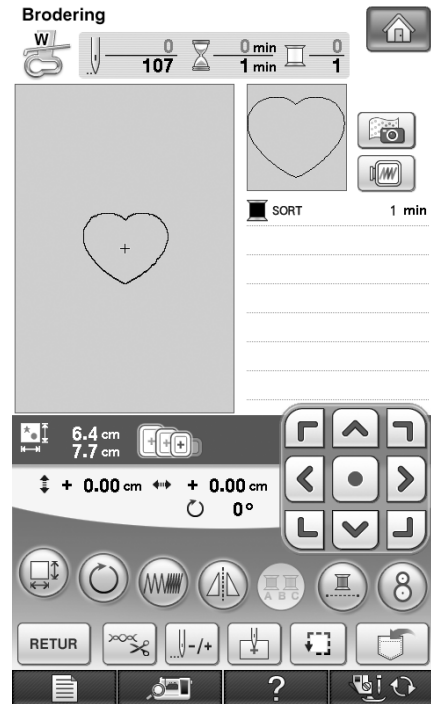 Brodering
W
0 0 min 0
107 1 min 1
SORT 1 min
6.4 cm
7.7 cm
+ 0.00 cm + 0.00 cm
0°
A B C
8
RETUR
-/+
?